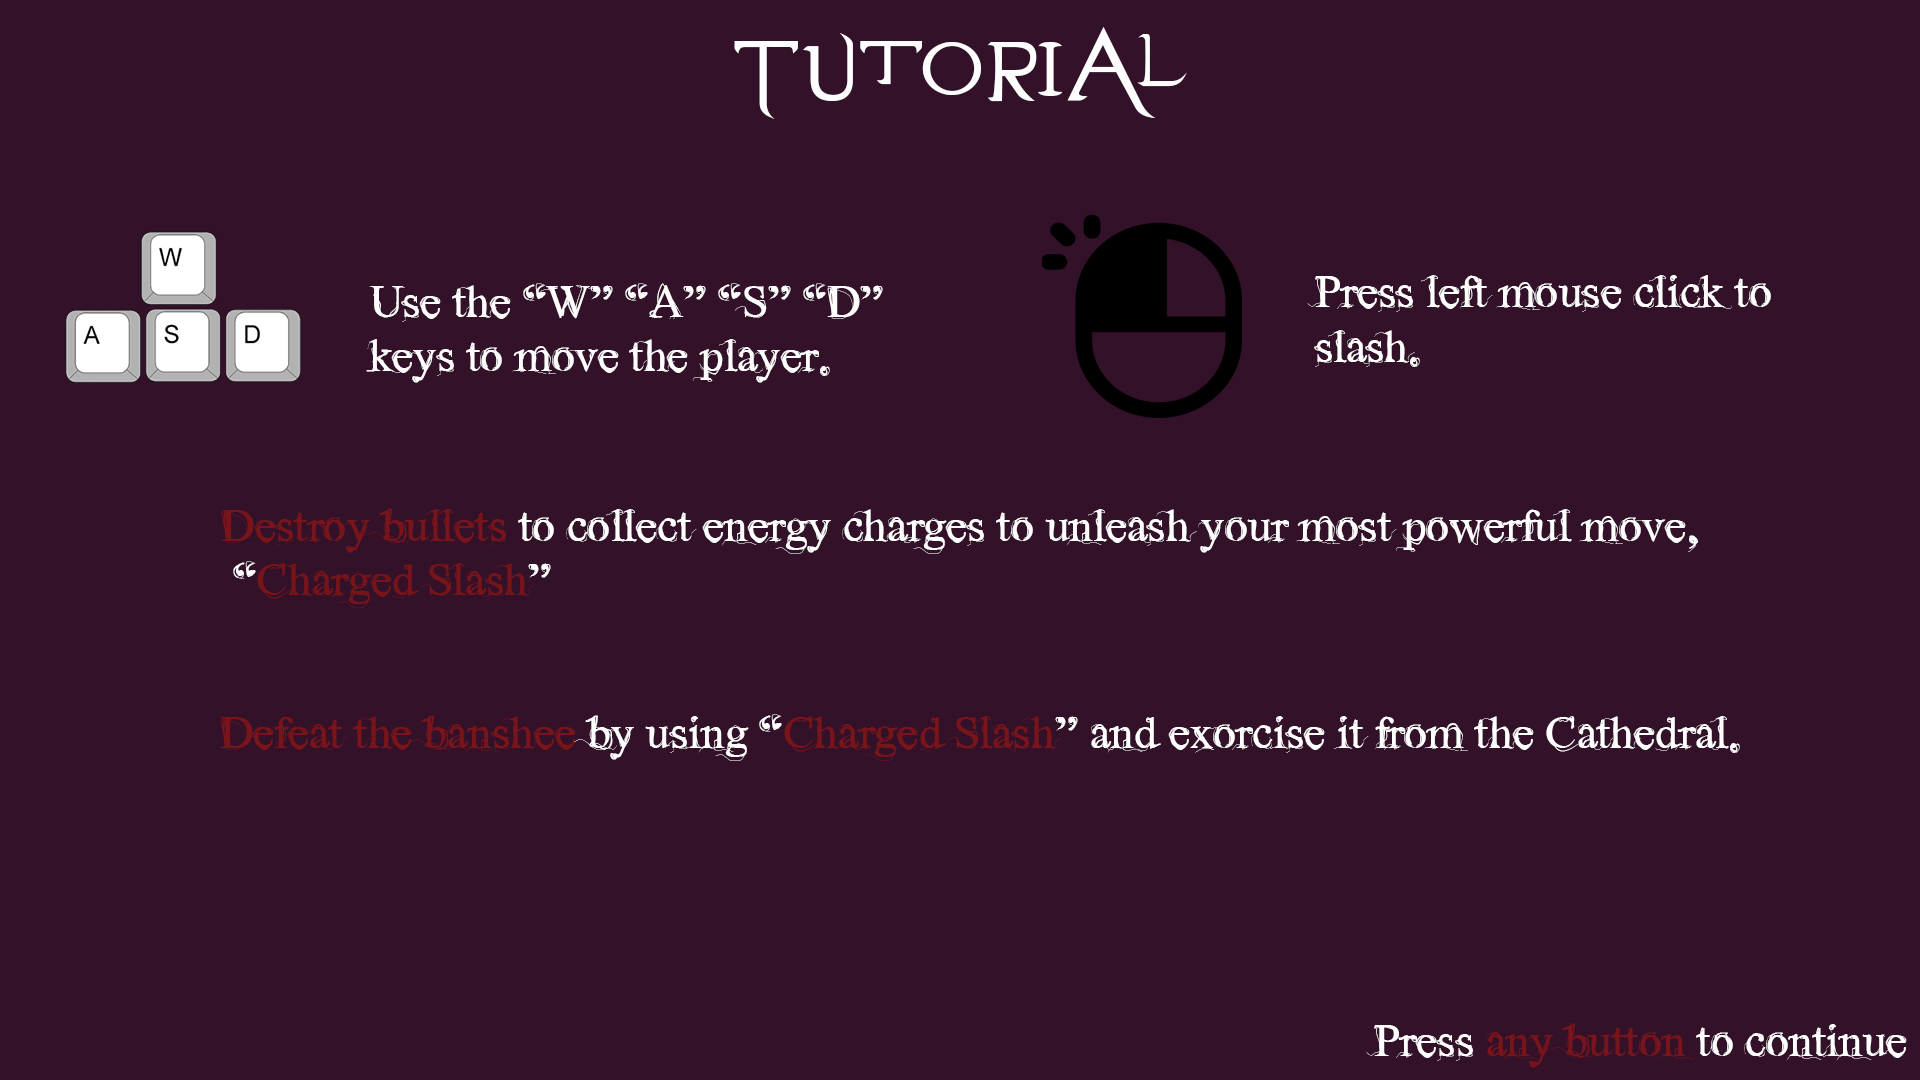 TUTORIAL
W
A S D
Use the “W” “A” “S” “D”
keys to move the player.
Press left mouse click to
slash.
Destroy bullets to collect energy charges to unleash your most powerful move,
“Charged Slash”
Defeat the banshee by using “Charged Slash” and exorcise it from the Cathedral.
Press any button to continue